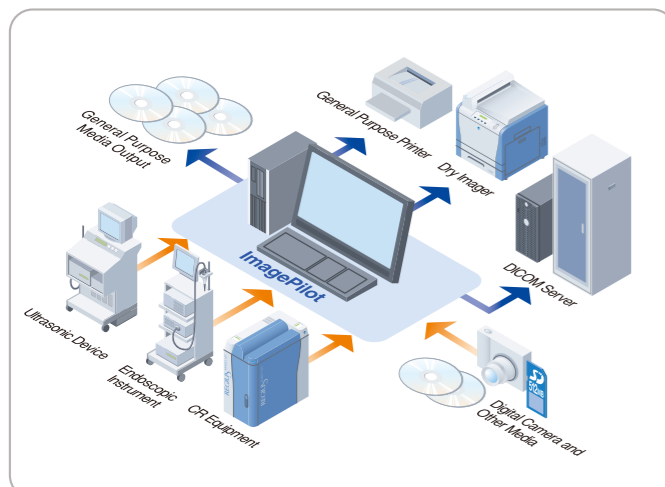 General Purpose
Media Output
General Purpose Printer
Dry Imager
DICOM Server
ImagePilot
Ultrasonic Device
Endoscopic
Instrument
CR Equipment
Digital Camera and
Other Media